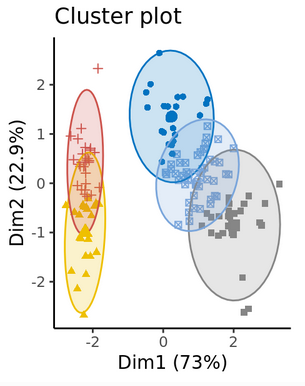 Cluster plot
Dim2 (22.9%)
2
1
0
-1
-2
-2 0 2
Dim1 (73%)